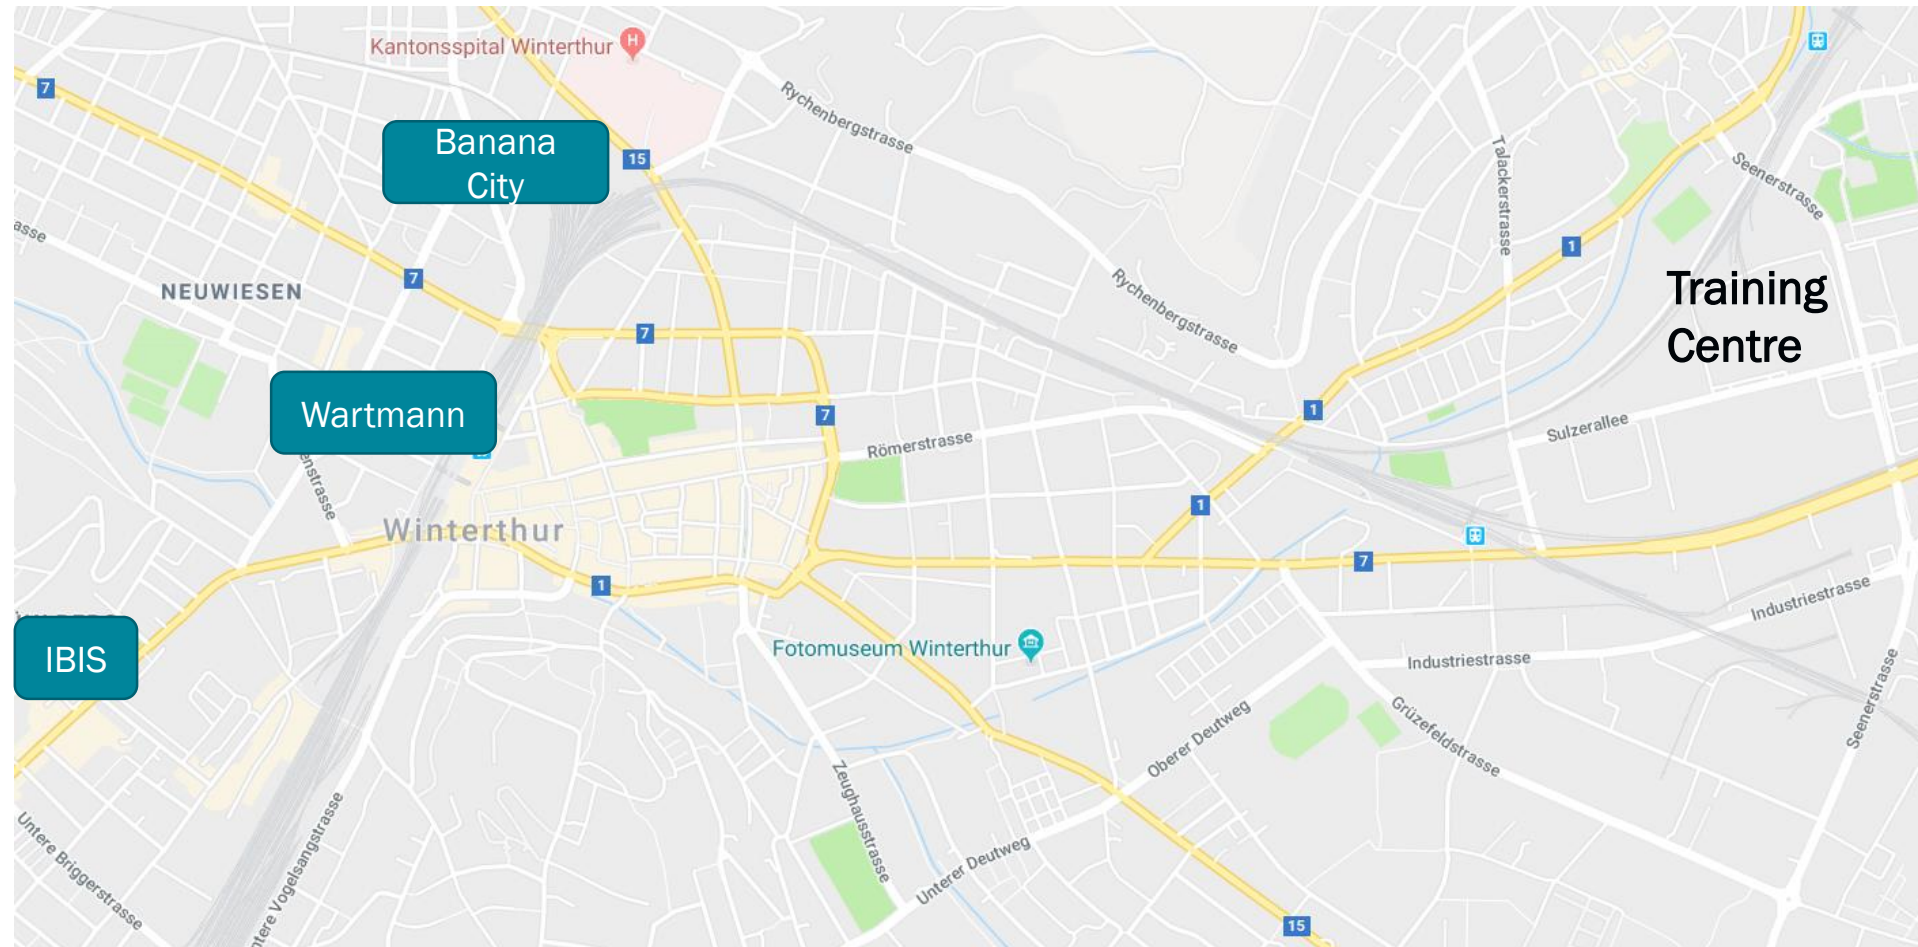 Kantonsspital Winterthur
H
7
Banana
City
15
Rychenbergstrasse
Talackerstrasse
Seenerstrasse
asse
NEUWIESEN
7
1
Training
Centre
Rychenbergstrasse
7
Wartmann
7
1
Römerstrasse
Sulzerallee
enstrasse
Winterthur
1
7
1
Industriestrasse
IBIS
Fotomuseum Winterthur
Industriestrasse
Seenerstrasse
Grüzefeldstrasse
Oberer Deutweg
Zeughausstrasse
Untere Briggerstrasse
ntere Vogelsangstrasse
Unterer Deutweg
15